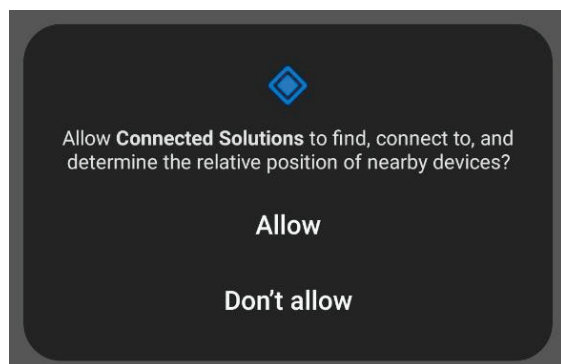 Allow Connected Solutions to find, connect to, and
determine the relative position of nearby devices?
Allow
Don’t allow